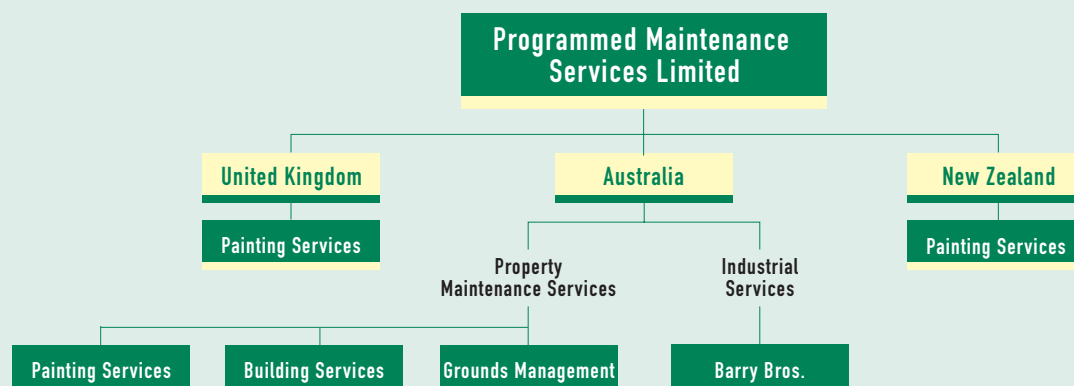 Programmed Maintenance
Services Limited
United Kingdom
Australia
New Zealand
Painting Services
Painting Services
Property
Maintenance Services
Industrial
Services
Painting Services
Building Services
Grounds Management
Barry Bros.